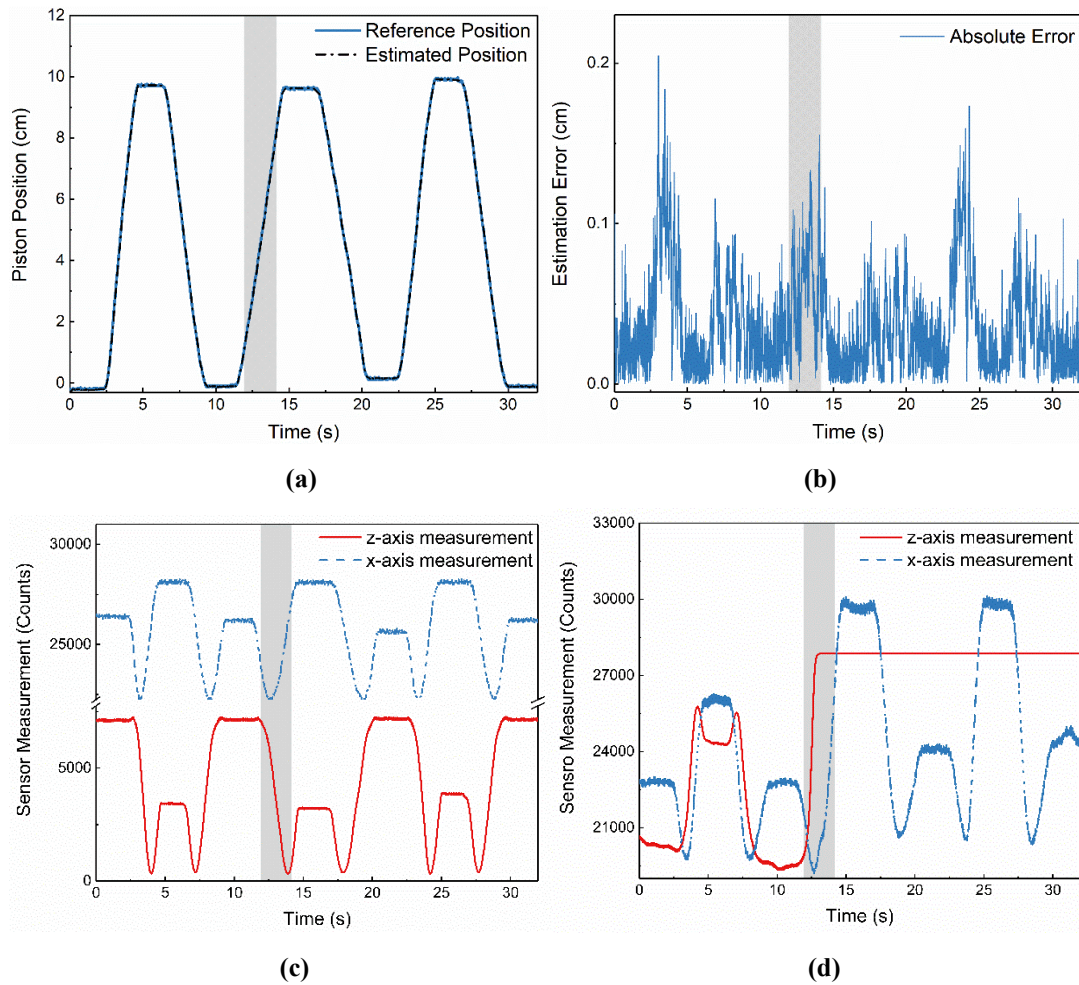 12
10
8
6
4
2
0
Piston Position (cm)
Reference Position
Estimated Position
0 5 10 15 20 25 30
Time (s)
(a)
0.2
0.1
0.0
Estimation Error (cm)
Absolute Error
0 5 10 15 20 25 30
Time (s)
(b)
30000
25000
5000
0
Sensor Measurement (Counts)
z-axis measurement
x-axis measurement
0 5 10 15 20 25 30
Time (s)
(c)
33000
30000
27000
24000
21000
Sensro Measurement (Counts)
z-axis measurement
x-axis measurement
0 5 10 15 20 25 30
Time (s)
(d)